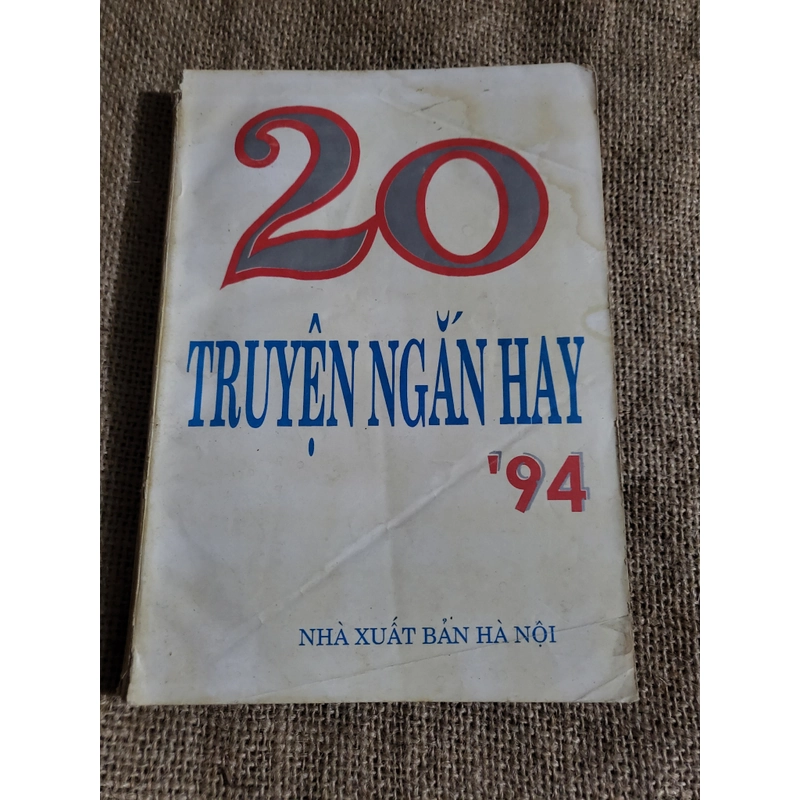 20
TRUYỆN NGẮN HAY
'94
NHÀ XUẤT BẢN HÀ NỘI